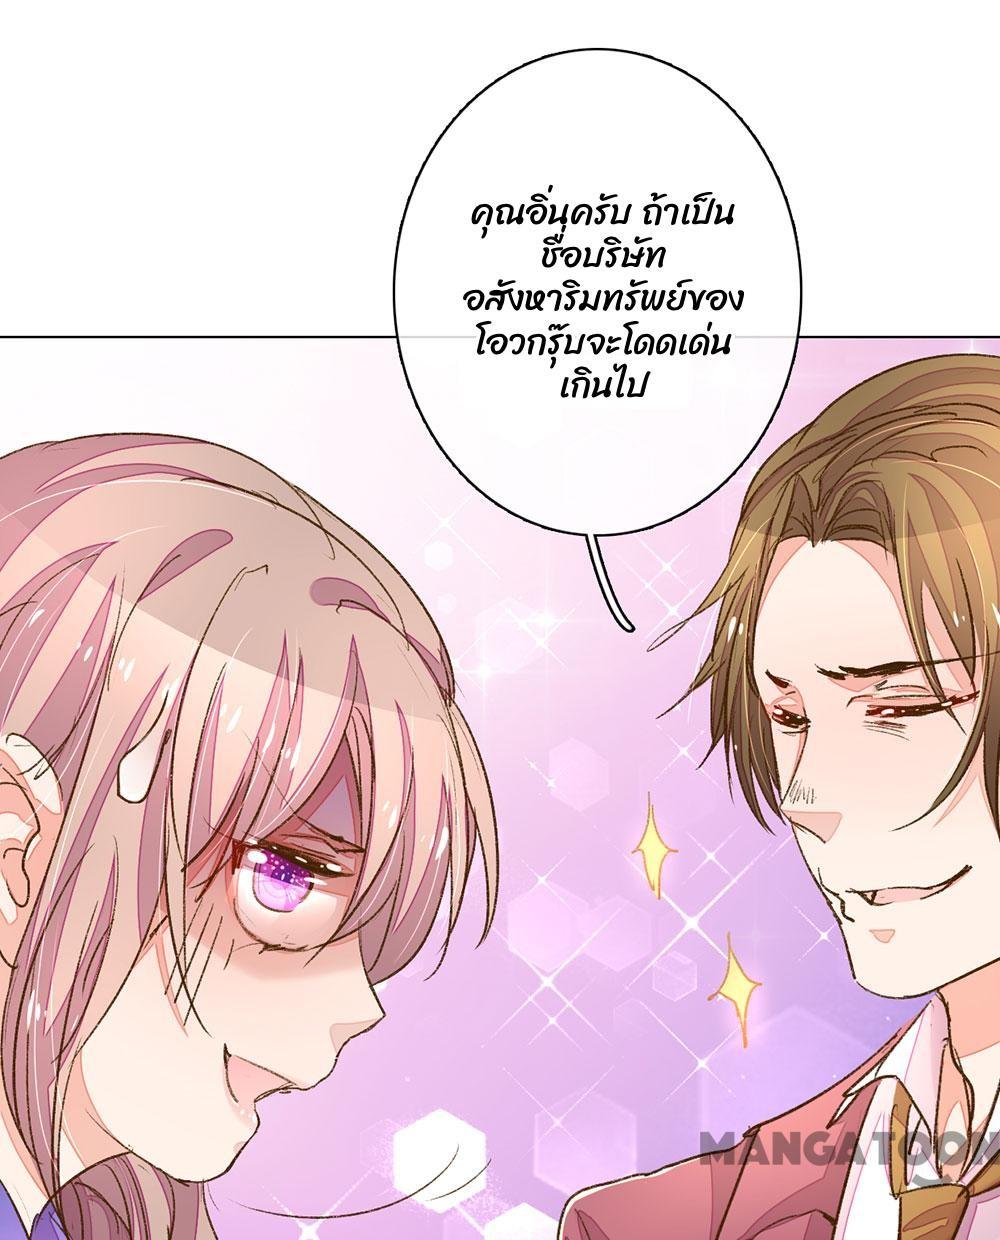 คุณอิ่นครับ ถ้าเป็น
ชื่อบริษัท
อสังหาริมทรัพย์ของ
โอวกรุ๊บจะโดดเด่น
เกินไป
MANGATOON